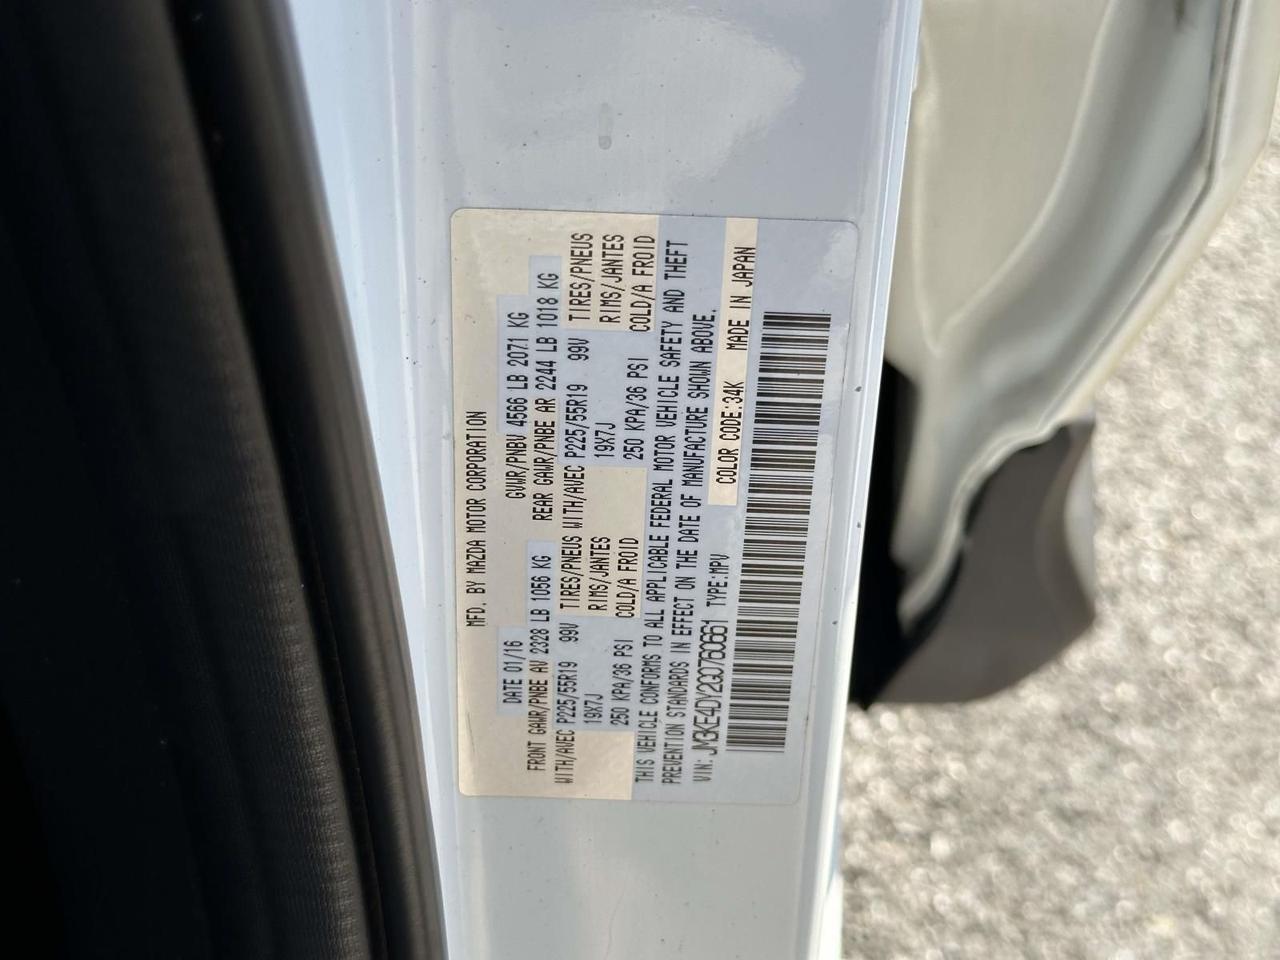 MFD. BY MAZDA MOTOR CORPORATION
DATE 01/16 GVWR/PNBV 4566 LB 2071 KG
FRONT GAWR/PNBE AV 2328 LB 1056 KG REAR GAWR/PNBE AR 2244 LB 1018 KG
WITH/AVEC P225/55R19 99V TIRES/PNEUS WITH/AVEC P225/55R19 99V TIRES/PNEUS
19X7J RIMS/JANTES 19X7J RIMS/JANTES
250 KPA/36 PSI COLD/A FROID 250 KPA/36 PSI COLD/A FROID
THIS VEHICLE CONFORMS TO ALL APPLICABLE FEDERAL MOTOR VEHICLE SAFETY AND THEFT
PREVENTION STANDARDS IN EFFECT ON THE DATE OF MANUFACTURE SHOWN ABOVE.
VIN: JM3KE4DY2G0760661 TYPE:MPV COLOR CODE:34K MADE IN JAPAN